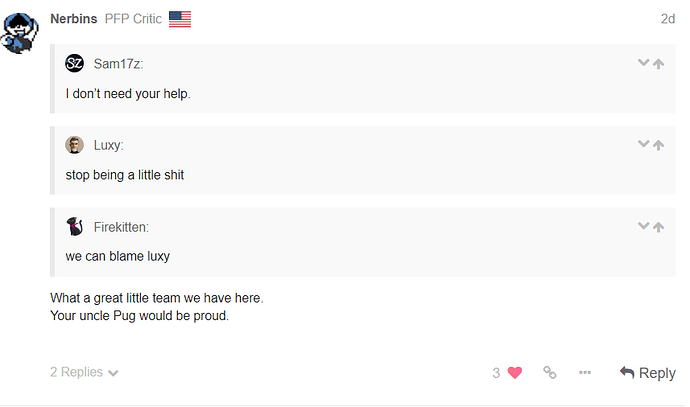 Nerbins PFP Critic 2d
SZ Sam17z:
I don't need your help.
Luxy:
stop being a little shit
Firekitten:
we can blame luxy
What a great little team we have here.
Your uncle Pug would be proud.
2 Replies 3 Reply